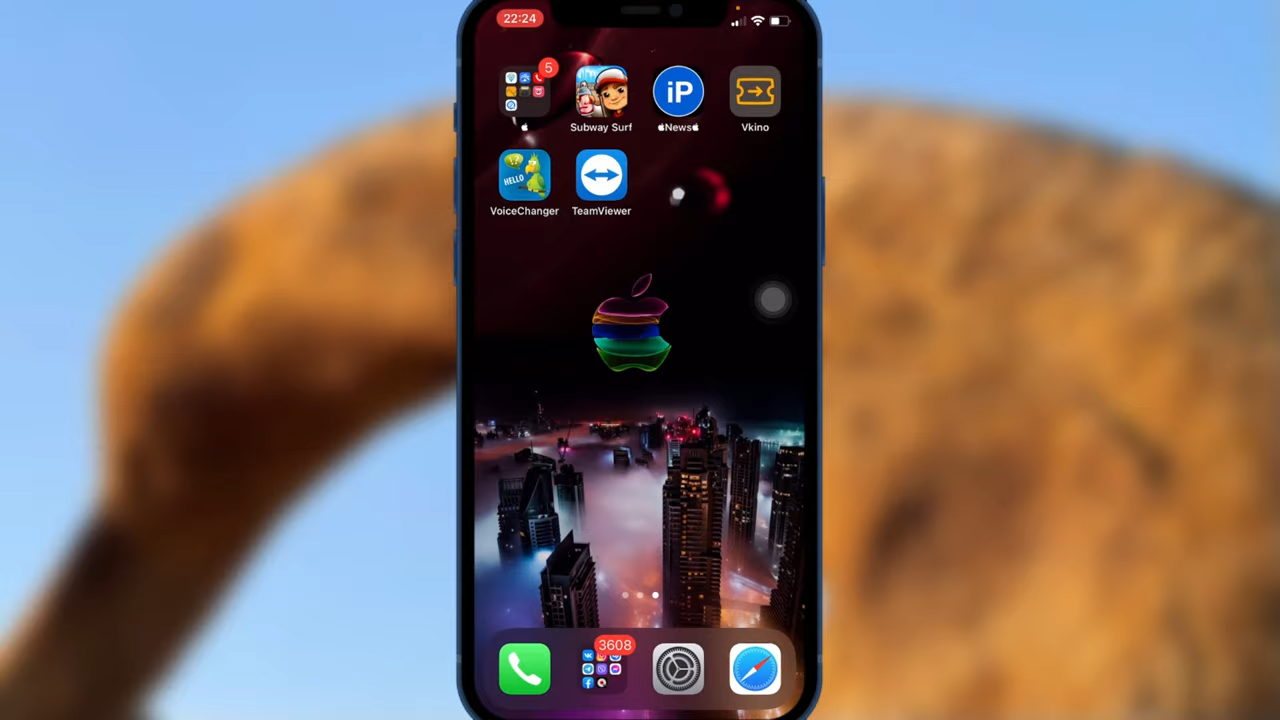 22:24
5
iP
HELLO
Subway Surf
News
Vkino
VoiceChanger
TeamViewer
3608